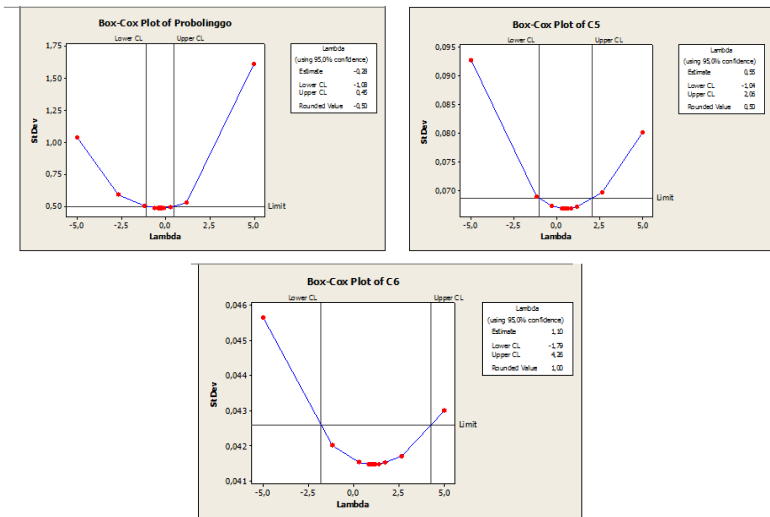 Box-Cox Plot of Probolinggo
Lower CL Upper CL
1,75
1,50
1,25
1,00
0,75
0,50
StDev
-5,0 -2,5 0,0 2,5 5,0
Lambda
Limit
Lambda
(using 95,0% confidence)
Estimate -0,28
Lower CL -1,08
Upper CL 0,45
Rounded Value -0,50
Box-Cox Plot of C5
Lower CL Upper CL
0,095
0,090
0,085
0,080
0,075
0,070
StDev
-5,0 -2,5 0,0 2,5 5,0
Lambda
Limit
Lambda
(using 95,0% confidence)
Estimate 0,55
Lower CL -1,04
Upper CL 2,06
Rounded Value 0,50
Box-Cox Plot of C6
Lower CL Upper CL
0,046
0,045
0,044
0,043
0,042
0,041
StDev
-5,0 -2,5 0,0 2,5 5,0
Lambda
Limit
Lambda
(using 95,0% confidence)
Estimate 1,10
Lower CL -1,79
Upper CL 4,26
Rounded Value 1,00